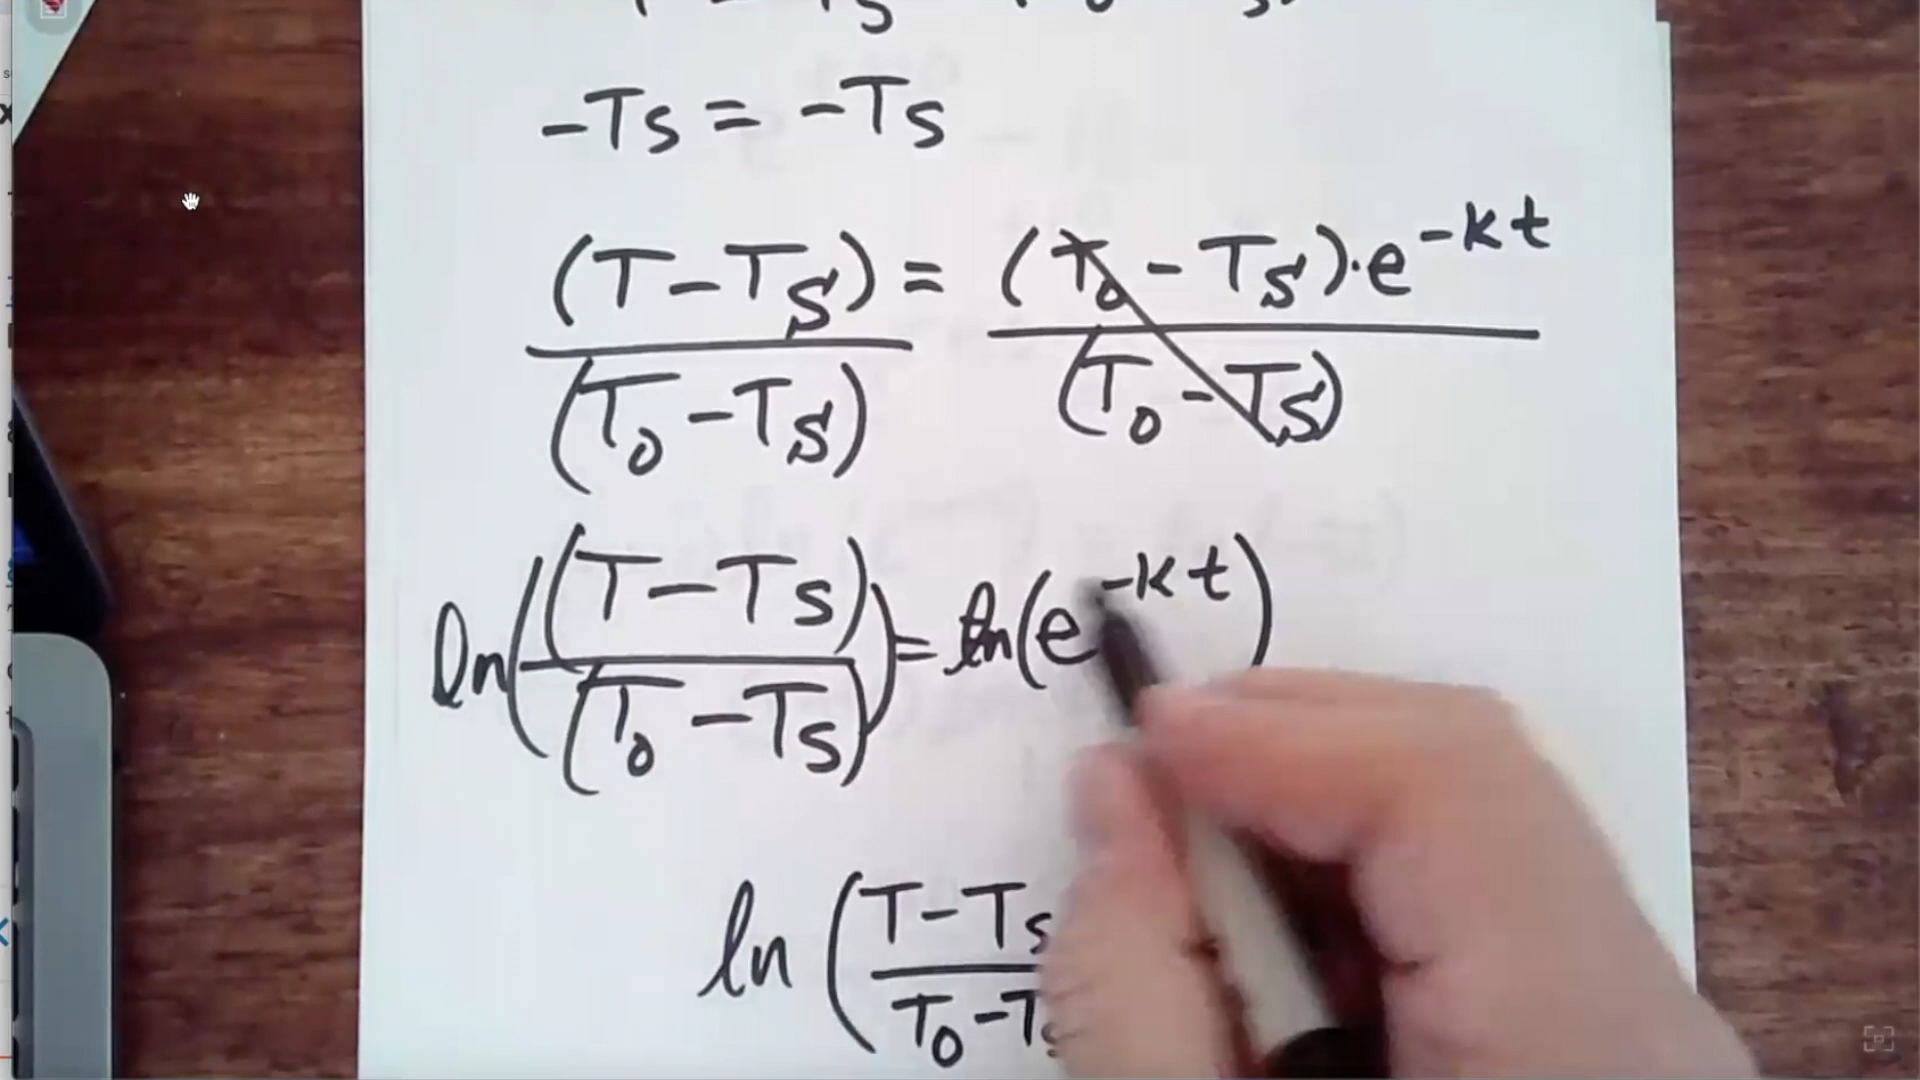 -Ts = -Ts
(T-Ts) = (T₀-Ts)·e^-kt
(T₀-Ts) (T₀-Ts)
ln((T-Ts) = ln(e^-kt)
(T₀-Ts))
ln (T-Ts
T₀-T